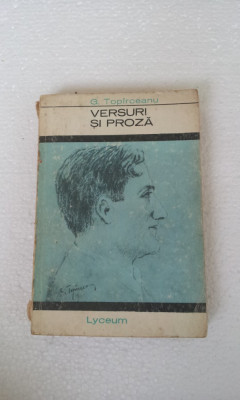 G. Topîrceanu
VERSURI
ȘI PROZĂ
Lyceum